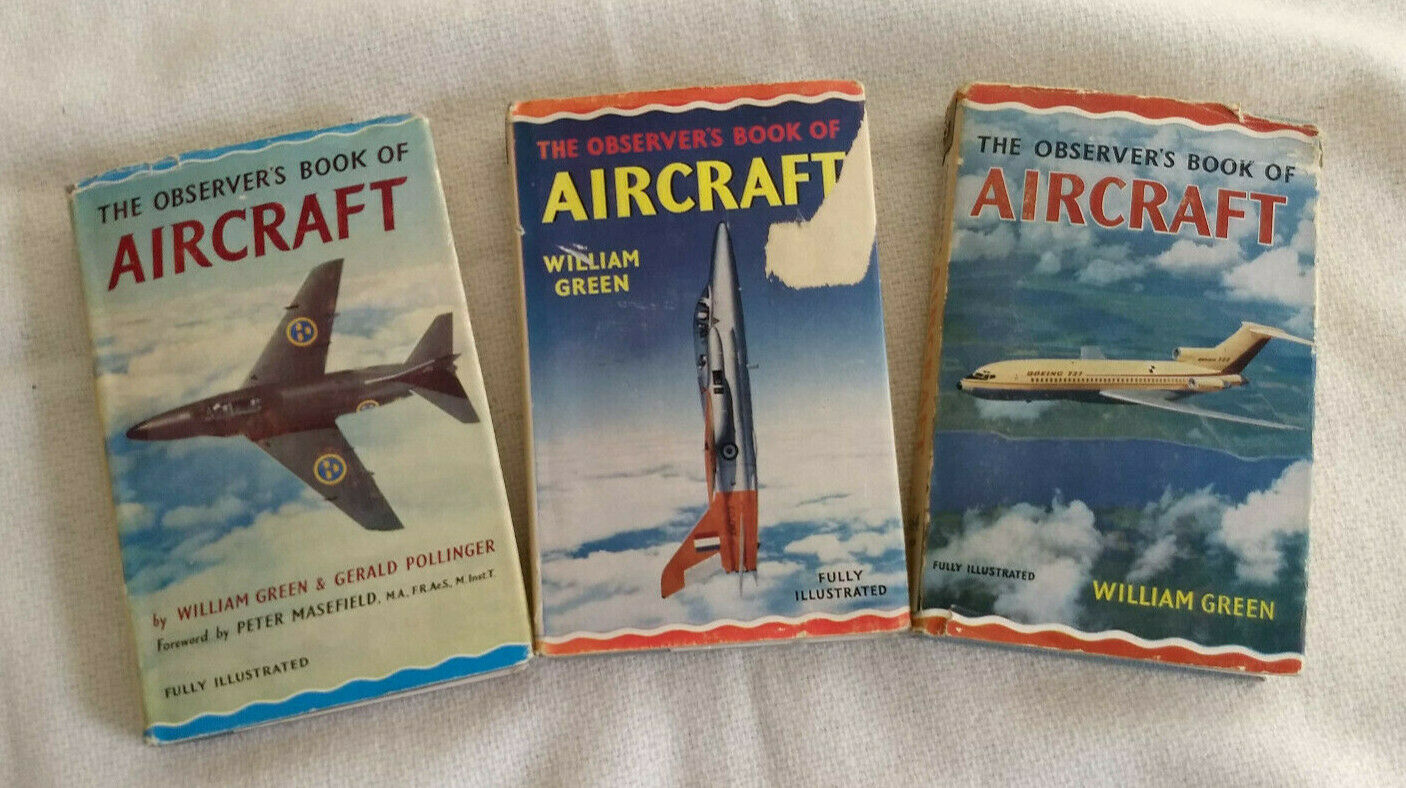 THE OBSERVER'S BOOK OF
AIRCRAFT
by WILLIAM GREEN & GERALD POLLINGER
Foreword by PETER MASEFIELD, M.A., F.R.Ae.S., M.Inst.T.
FULLY ILLUSTRATED
THE OBSERVER'S BOOK OF
AIRCRAFT
WILLIAM
GREEN
FULLY
ILLUSTRATED
THE OBSERVER'S BOOK OF
AIRCRAFT
BOEING 727
BOEING 727
FULLY ILLUSTRATED
WILLIAM GREEN